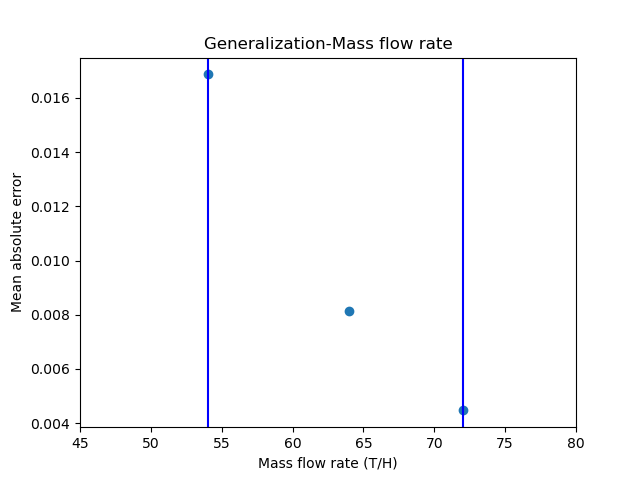 Generalization-Mass flow rate
0.016
0.014
0.012
0.010
0.008
0.006
0.004
Mean absolute error
45 50 55 60 65 70 75 80
Mass flow rate (T/H)